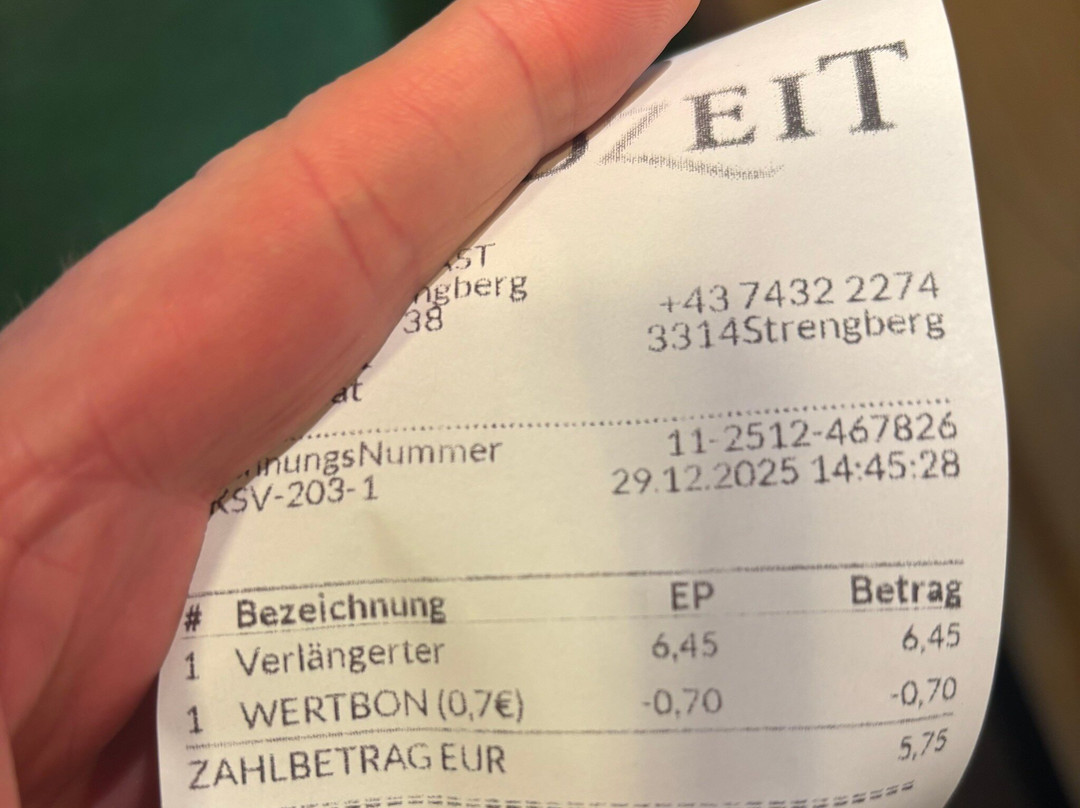 ZEIT
ngberg
+43 7432 2274
38
3314Strengberg
at
nungsNummer
11-2512-467826
KSV-203-1
29.12.2025 14:45:28
# Bezeichnung EP Betrag
1 Verlängerter 6,45 6,45
1 WERTBON (0,7€) -0,70 -0,70
ZAHLBETRAG EUR 5,75